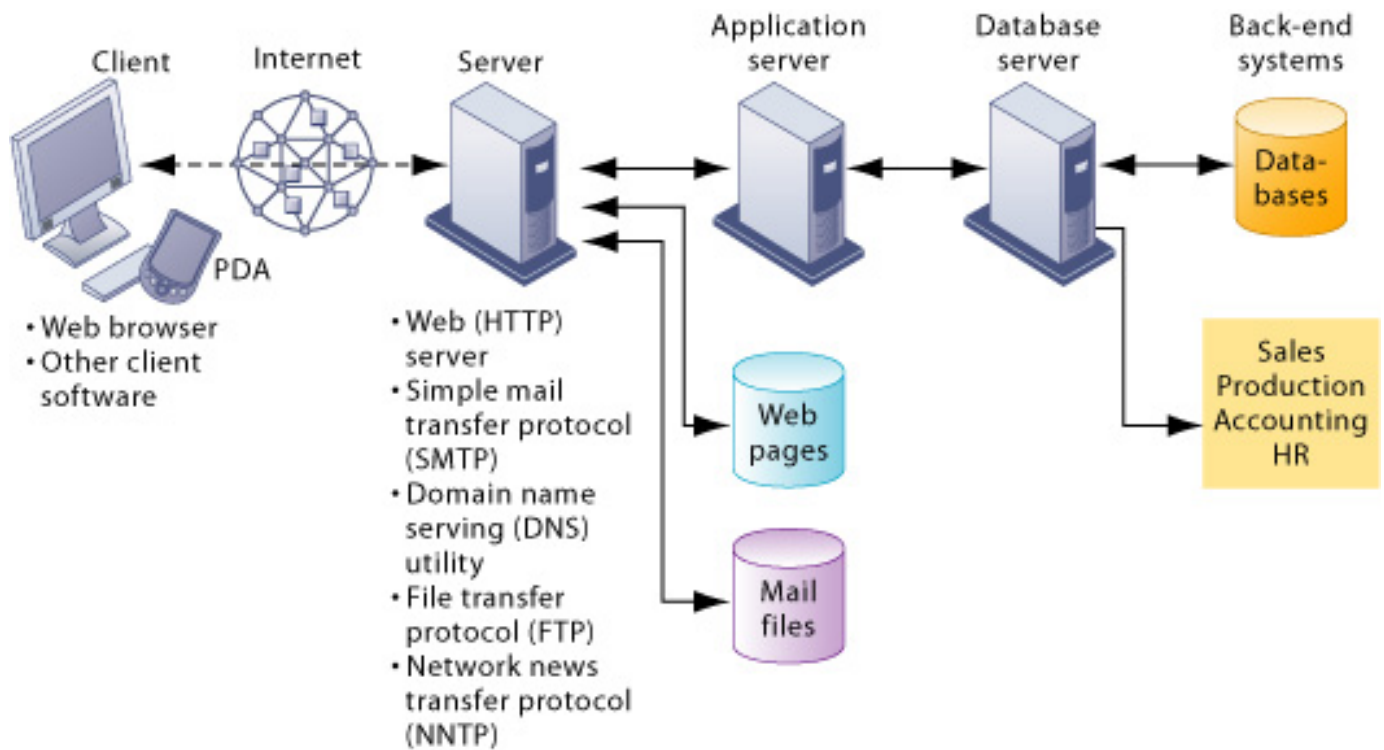 Client
Internet
Server
Application
server
Database
server
Back-end
systems
PDA
• Web browser
• Other client
software
• Web (HTTP)
server
• Simple mail
transfer protocol
(SMTP)
• Domain name
serving (DNS)
utility
• File transfer
protocol (FTP)
• Network news
transfer protocol
(NNTP)
Web
pages
Mail
files
Data-
bases
Sales
Production
Accounting
HR